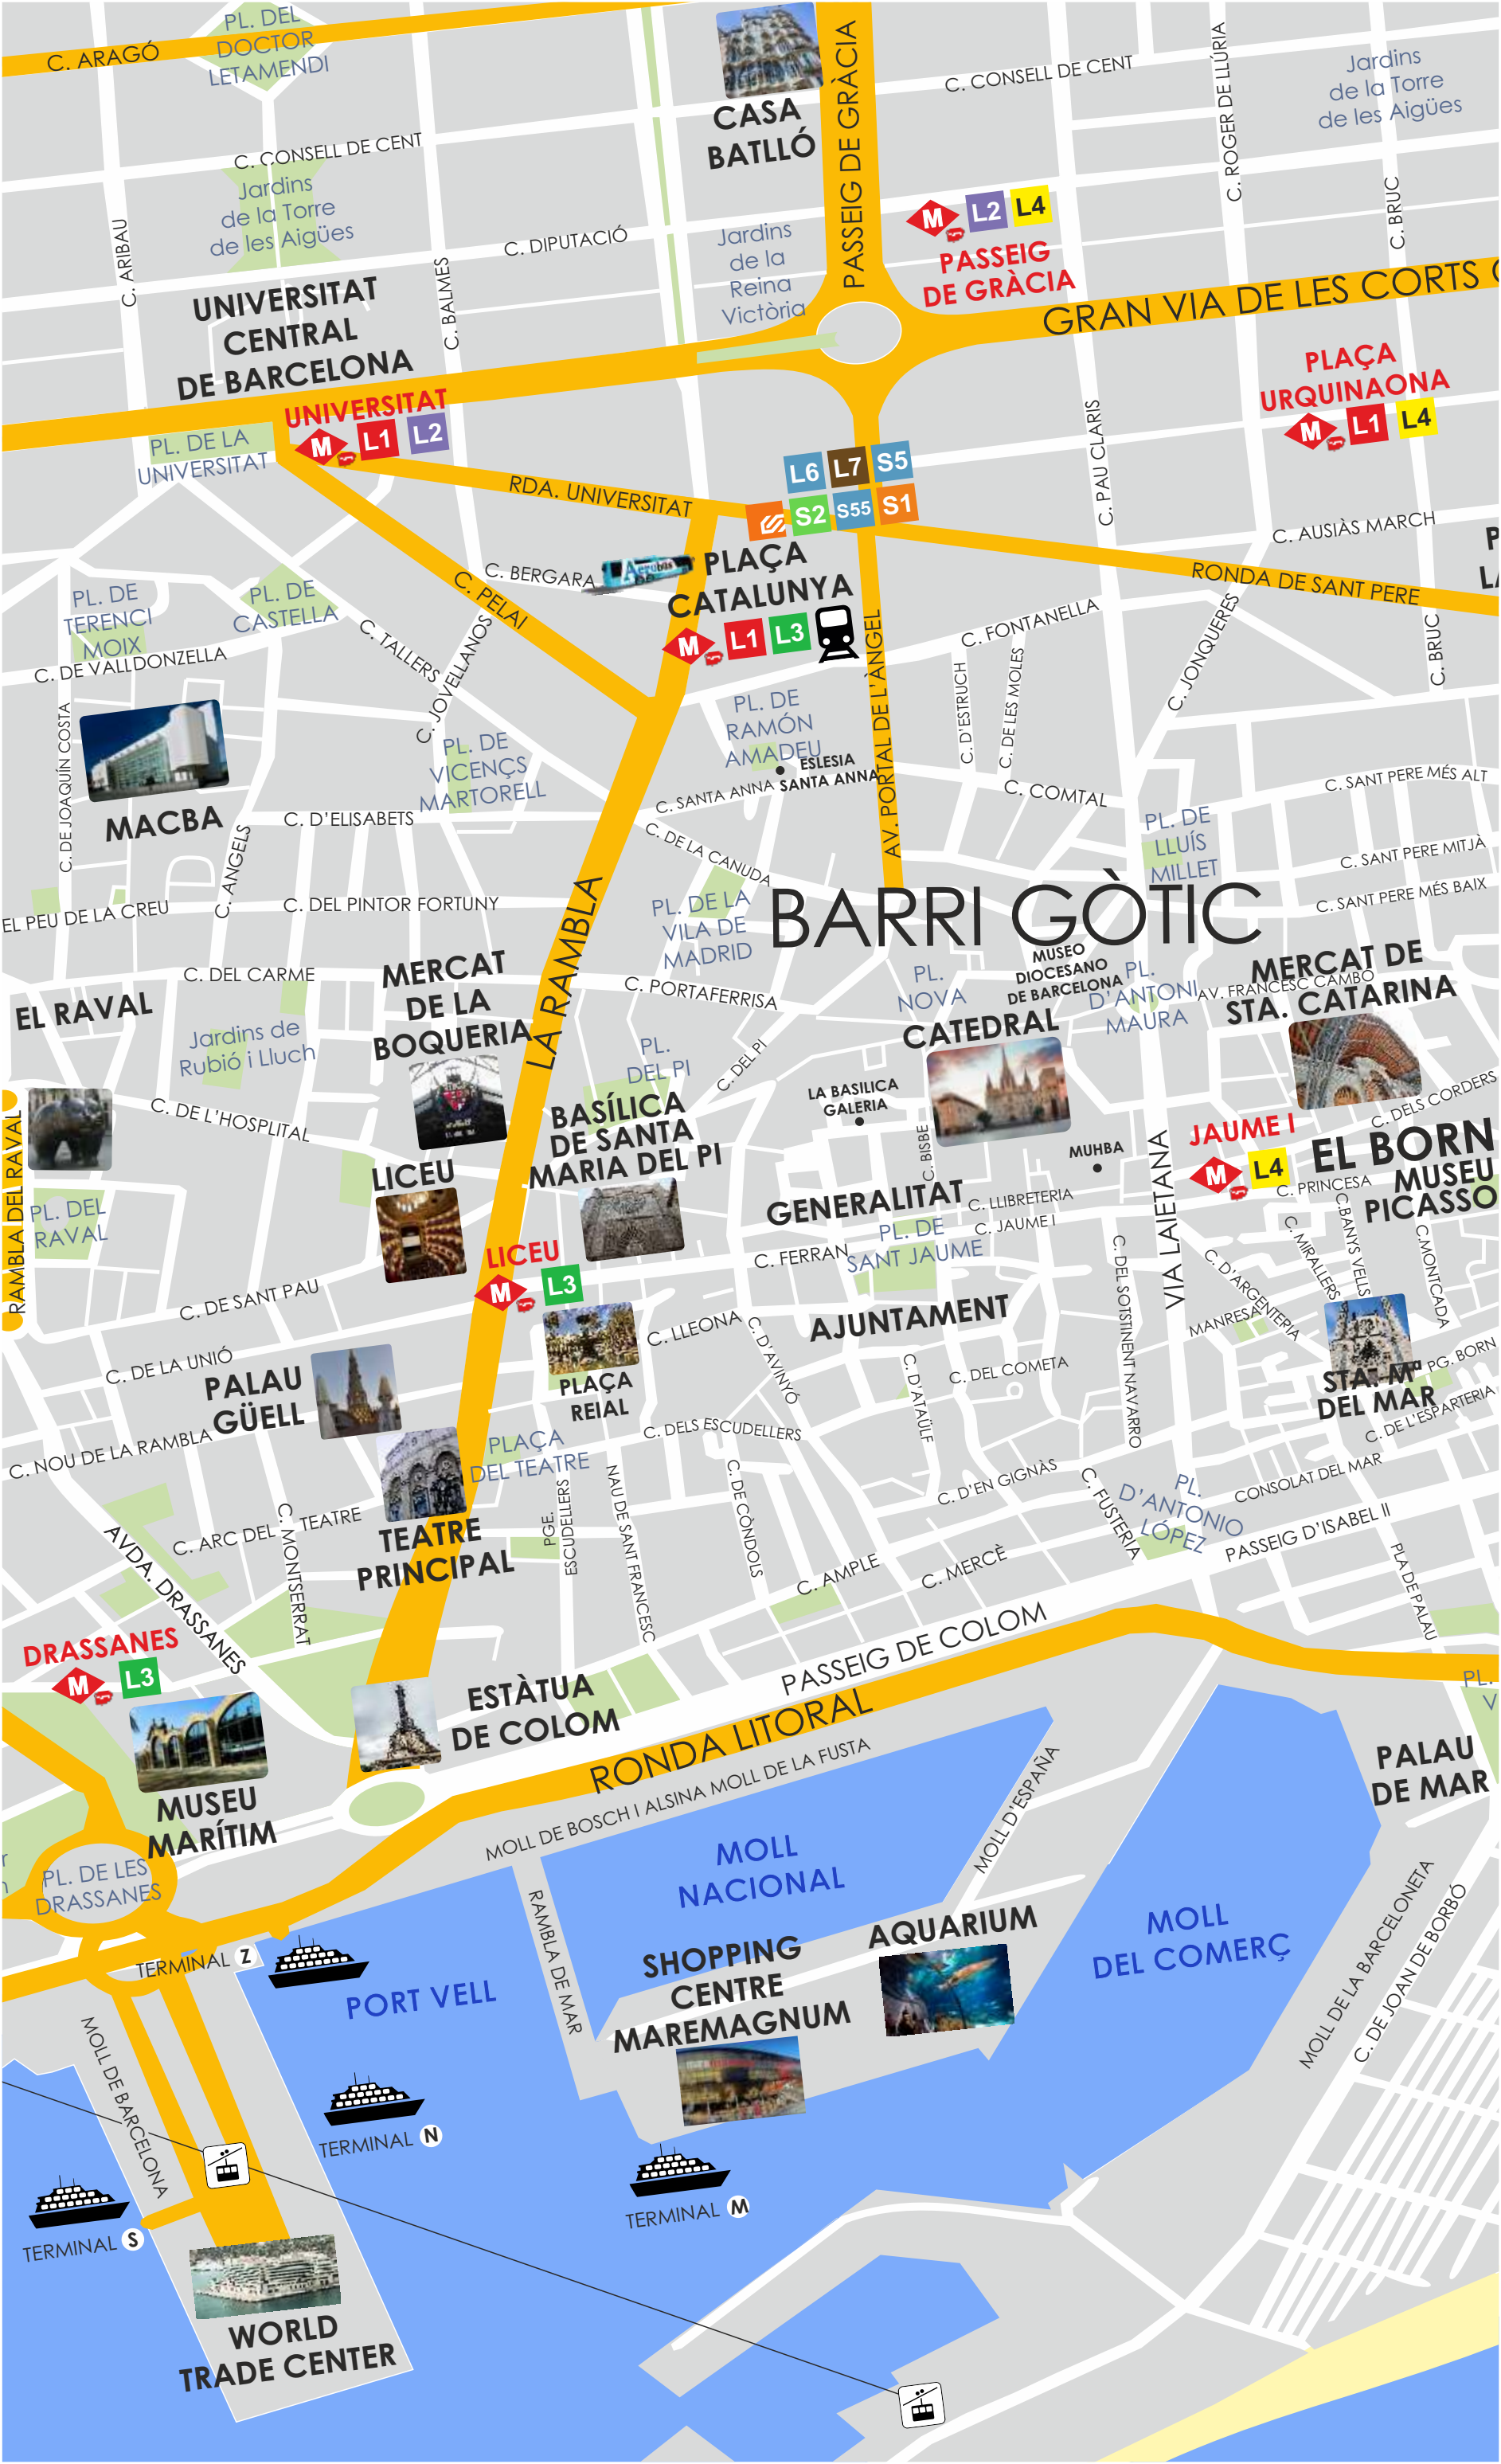 C. ARAGÓ
PL. DEL
DOCTOR
LETAMENDI
CASA
BATLLÓ
PASSEIG DE GRÀCIA
C. CONSELL DE CENT
C. ROGER DE LLÚRIA
Jardins
de la Torre
de les Aigües
C. CONSELL DE CENT
Jardins
de la Torre
de les Aigües
C. ARIBAU
C. BALMES
C. DIPUTACIÓ
Jardins
de la
Reina
Victòria
M L2 L4
PASSEIG
DE GRÀCIA
C. BRUC
GRAN VIA DE LES CORTS
UNIVERSITAT
CENTRAL
DE BARCELONA
UNIVERSITAT
M L1 L2
PL. DE LA
UNIVERSITAT
PLAÇA
URQUINAONA
M L1 L4
C. PAU CLARIS
RDA. UNIVERSITAT
L6 L7 S5
S2 S55 S1
C. AUSIÀS MARCH
RONDA DE SANT PERE
C. BERGARA
Aerobús
PLAÇA
CATALUNYA
M L1 L3
C. PELAI
PL. DE
TERENCI
MOIX
PL. DE
CASTELLA
C. TALLERS
C. JOVELLANOS
C. DE VALLDONZELLA
C. FONTANELLA
C. JONQUERES
C. BRUC
C. D'ESTRUCH
C. DE LES MOLES
AV. PORTAL DE L'ÀNGEL
PL. DE
RAMÓN
AMADEU
ESLESIA
SANTA ANNA
C. SANTA ANNA
C. COMTAL
C. SANT PERE MÉS ALT
PL. DE
VICENÇS
MARTORELL
C. DE JOAQUÍN COSTA
MACBA
C. D'ELISABETS
C. ANGELS
C. DE LA CANUDA
PL. DE
LLUÍS
MILLET
C. SANT PERE MITJÀ
C. SANT PERE MÉS BAIX
EL PEU DE LA CREU
C. DEL PINTOR FORTUNY
LA RAMBLA
PL. DE LA
VILA DE
MADRID
BARRI GÒTIC
MUSEO
DIOCESANO
DE BARCELONA
PL.
NOVA
PL.
D'ANTONI
MAURA
AV. FRANCESC CAMBÓ
MERCAT DE
STA. CATARINA
C. DEL CARME
EL RAVAL
MERCAT
DE LA
BOQUERIA
C. PORTAFERRISA
CATEDRAL
Jardins de
Rubió i Lluch
PL.
DEL PI
C. DEL PI
LA BASILICA
GALERIA
C. DELS CORDERS
C. DE L'HOSPITAL
BASÍLICA
DE SANTA
MARIA DEL PI
C. BISBE
MUHBA
JAUME I
M L4
EL BORN
MUSEU
PICASSO
C. PRINCESA
RAMBLA DEL RAVAL
PL. DEL
RAVAL
LICEU
GENERALITAT
C. LLIBRETERIA
C. JAUME I
PL. DE
SANT JAUME
C. FERRAN
LICEU
M L3
VIA LAIETANA
C. DEL SOTSTINENT NAVARRO
C. MIRALLERS
C.BANYS VELLS
C.MONTCADA
C. D'ARGENTERIA
MANRESA
C. DE SANT PAU
C. LLEONA
AJUNTAMENT
C. D'AVINYÓ
C. DE LA UNIÓ
PALAU
GÜELL
PLAÇA
REIAL
C. DEL COMETA
C. D'ATAÜLF
STA. Mª
DEL MAR
PG. BORN
C. DE L'ESPARTERIA
C. NOU DE LA RAMBLA
PLAÇA
DEL TEATRE
C. DELS ESCUDELLERS
C. D'EN GIGNÀS
C. FUSTERIA
CONSOLAT DEL MAR
PL.
D'ANTONIO
LÓPEZ
PASSEIG D'ISABEL II
C. ARC DEL TEATRE
C. MONTSERRAT
TEATRE
PRINCIPAL
PGE.
ESCUDELLERS
NAU DE SANT FRANCESC
C. DE CÒNDOLS
C. AMPLE
C. MERCÈ
PLA DE PALAU
AVDA. DRASSANES
DRASSANES
M L3
PASSEIG DE COLOM
ESTÀTUA
DE COLOM
RONDA LITORAL
MOLL DE BOSCH I ALSINA MOLL DE LA FUSTA
MUSEU
MARÍTIM
PL. DE LES
DRASSANES
PALAU
DE MAR
MOLL D'ESPAÑA
MOLL
NACIONAL
AQUARIUM
MOLL
DEL COMERÇ
MOLL DE LA BARCELONETA
C. DE JOAN DE BORBÓ
RAMBLA DE MAR
SHOPPING
CENTRE
MAREMAGNUM
TERMINAL Z
PORT VELL
MOLL DE BARCELONA
TERMINAL N
TERMINAL M
TERMINAL S
WORLD
TRADE CENTER